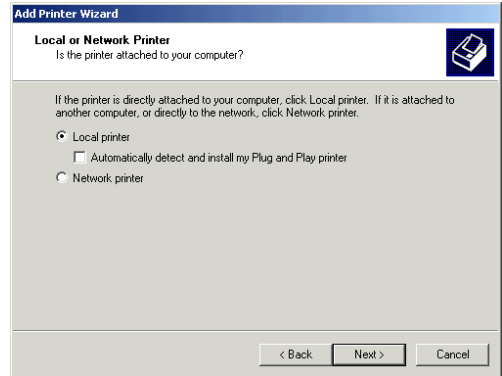 Add Printer Wizard
Local or Network Printer
Is the printer attached to your computer?
If the printer is directly attached to your computer, click Local printer. If it is attached to
another computer, or directly to the network, click Network printer.
Local printer
Automatically detect and install my Plug and Play printer
Network printer
< Back
Next >
Cancel